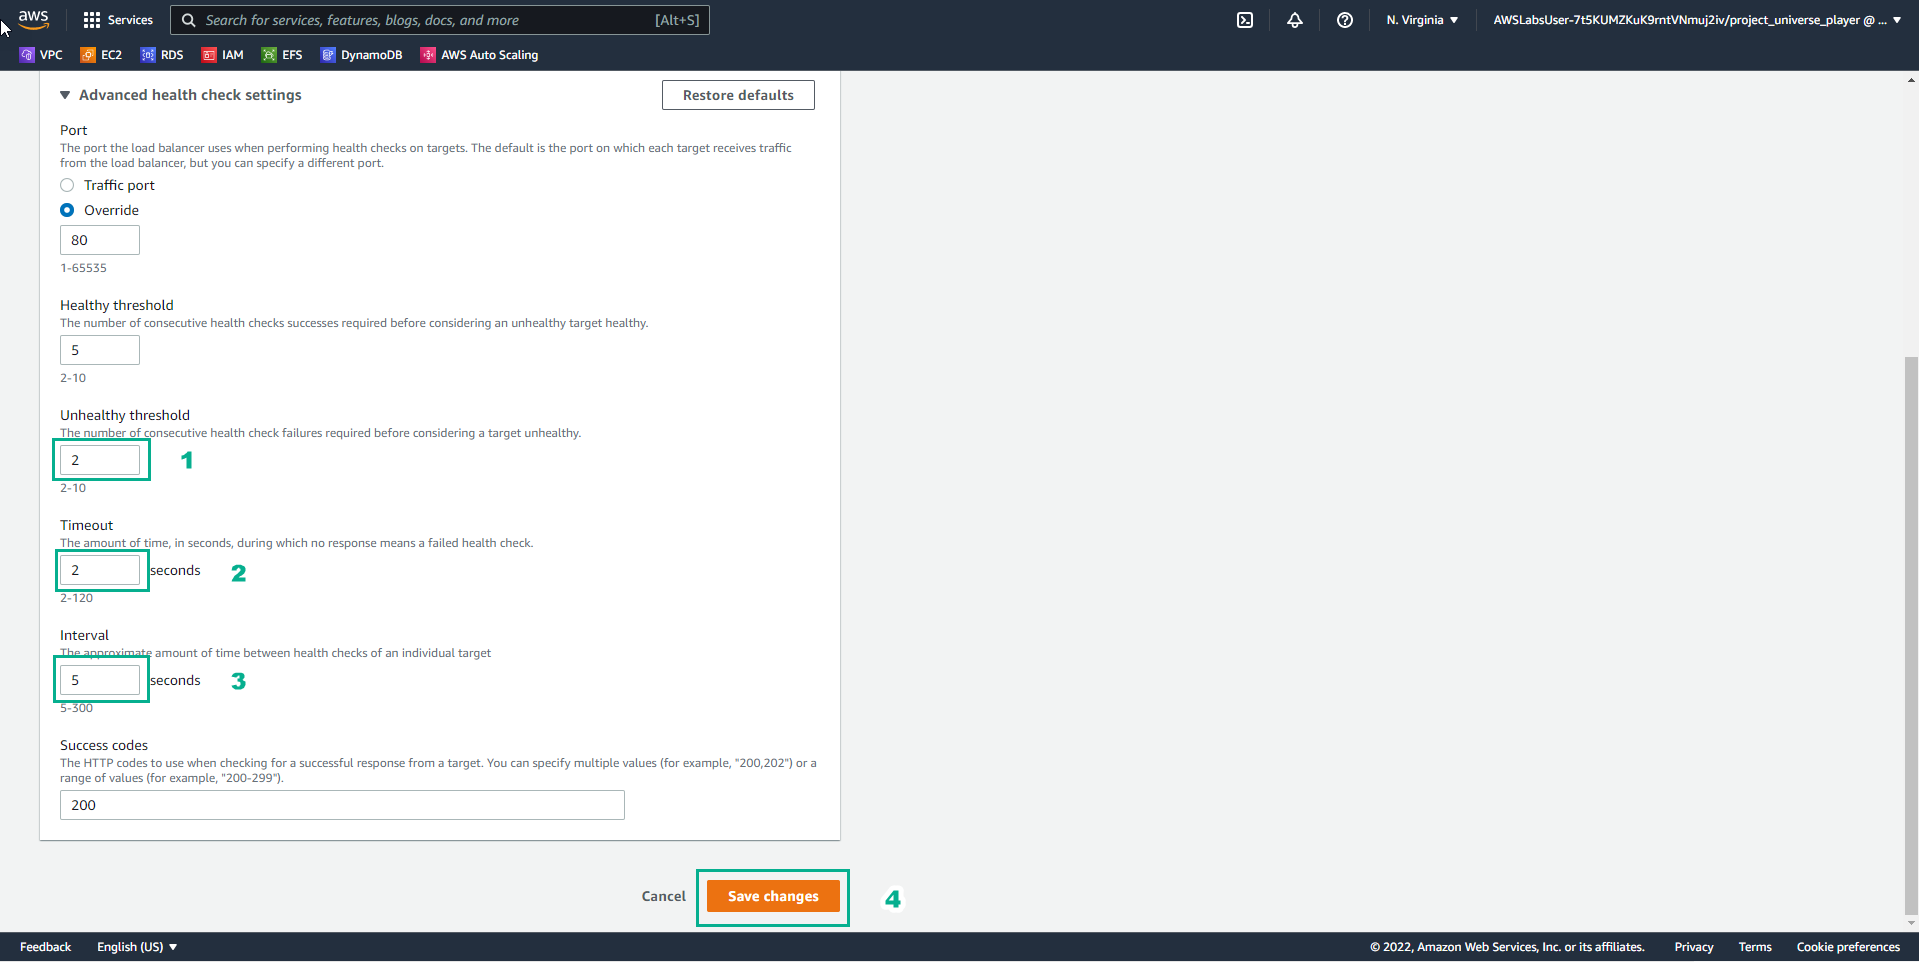 aws
Services
Search for services, features, blogs, docs, and more
[Alt+S]
N. Virginia ▼
AWSLabsUser-7t5KUMZKuK9rntVNmuj2iv/project_universe_player @ ... ▼
VPC
EC2
RDS
IAM
EFS
DynamoDB
AWS Auto Scaling
▼ Advanced health check settings
Restore defaults
Port
The port the load balancer uses when performing health checks on targets. The default is the port on which each target receives traffic
from the load balancer, but you can specify a different port.
Traffic port
Override
80
1-65535
Healthy threshold
The number of consecutive health checks successes required before considering an unhealthy target healthy.
5
2-10
Unhealthy threshold
The number of consecutive health check failures required before considering a target unhealthy.
2
1
2-10
Timeout
The amount of time, in seconds, during which no response means a failed health check.
2 seconds
2
2-120
Interval
The approximate amount of time between health checks of an individual target
5 seconds
3
5-300
Success codes
The HTTP codes to use when checking for a successful response from a target. You can specify multiple values (for example, "200,202") or a
range of values (for example, "200-299").
200
Cancel
Save changes
4
Feedback
English (US) ▼
© 2022, Amazon Web Services, Inc. or its affiliates.
Privacy
Terms
Cookie preferences